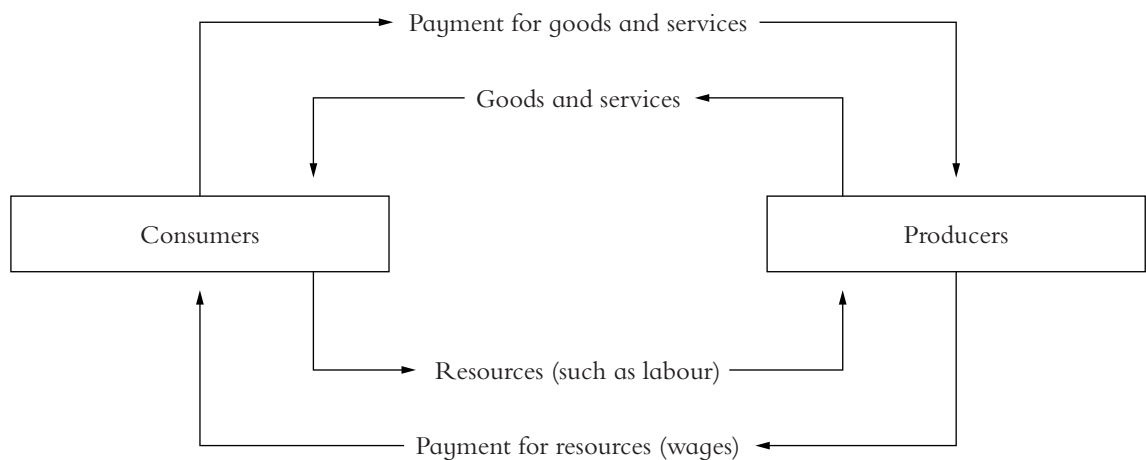 Payment for goods and services
Goods and services
Consumers
Producers
Resources (such as labour)
Payment for resources (wages)